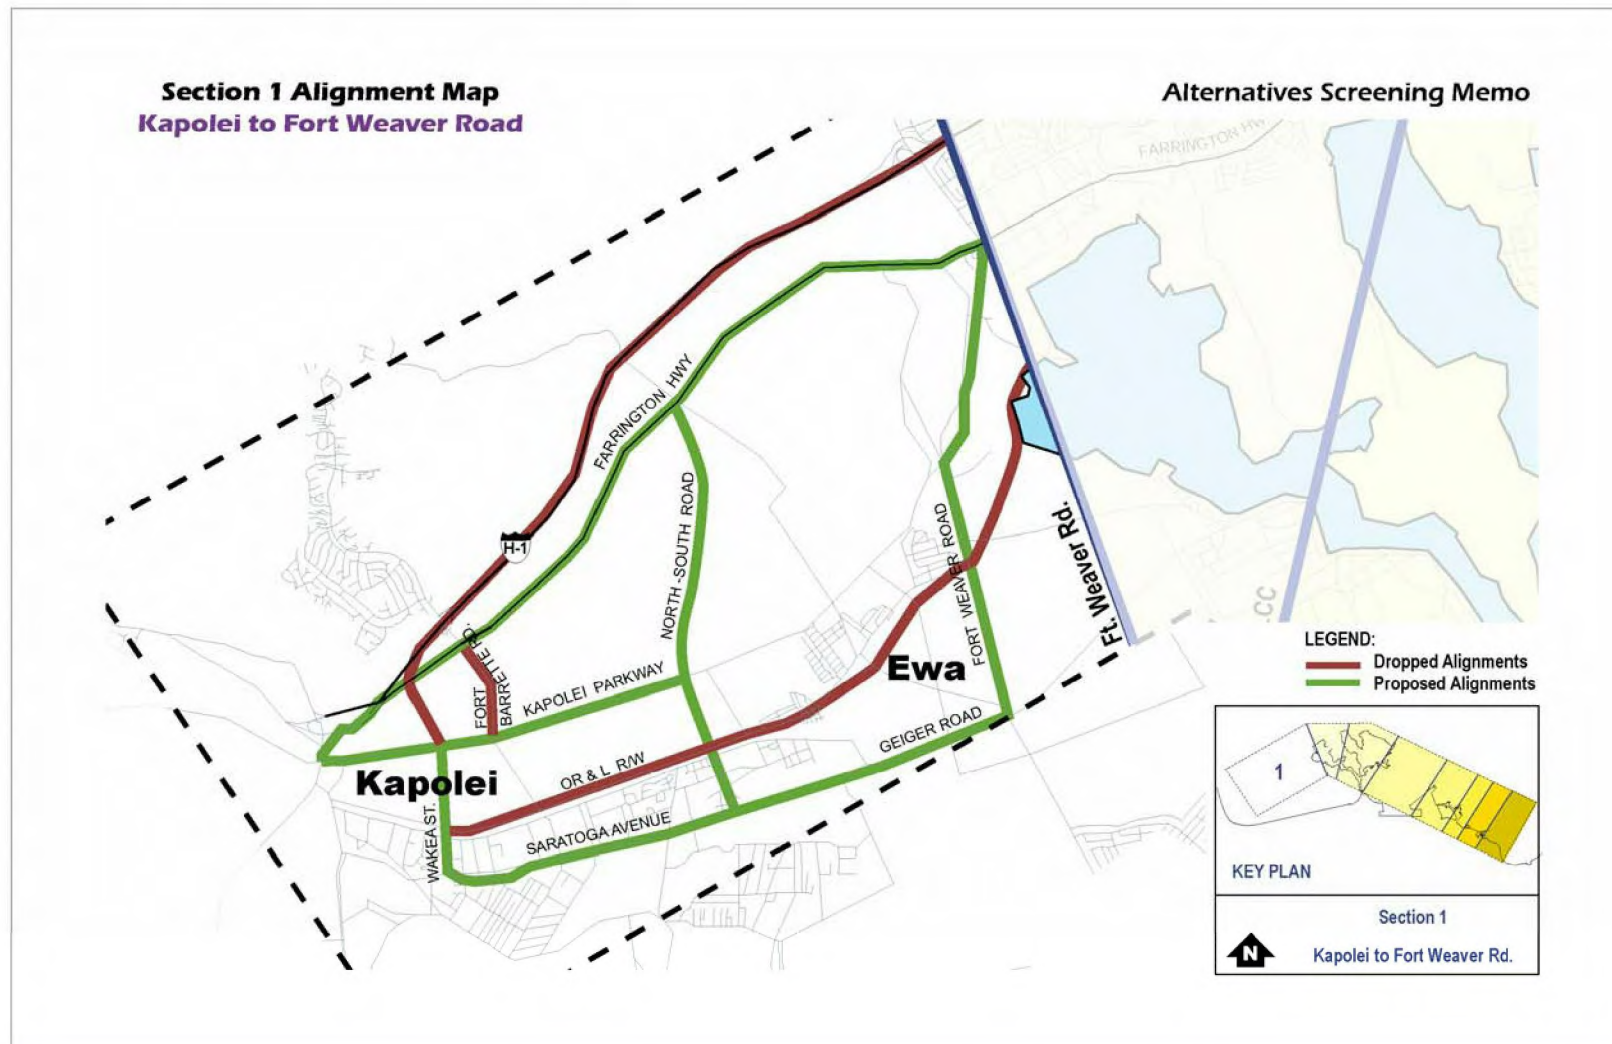 Section 1 Alignment Map
Kapolei to Fort Weaver Road
Alternatives Screening Memo
FARRINGTON HW
FARRINGTON HWY
H-1
NORTH-SOUTH ROAD
FORT WEAVER ROAD
Ft. Weaver Rd.
FORT BARRETTE RD.
KAPOLEI PARKWAY
Ewa
Kapolei
OR & L R/W
GEIGER ROAD
WAKEA ST.
SARATOGA AVENUE
LCC
LEGEND:
Dropped Alignments
Proposed Alignments
1
KEY PLAN
Section 1
N
Kapolei to Fort Weaver Rd.